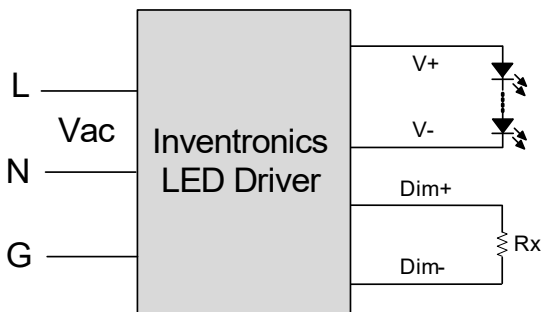 L
Vac
N
G
Inventronics
LED Driver
V+
V-
Dim+
Dim-
Rx